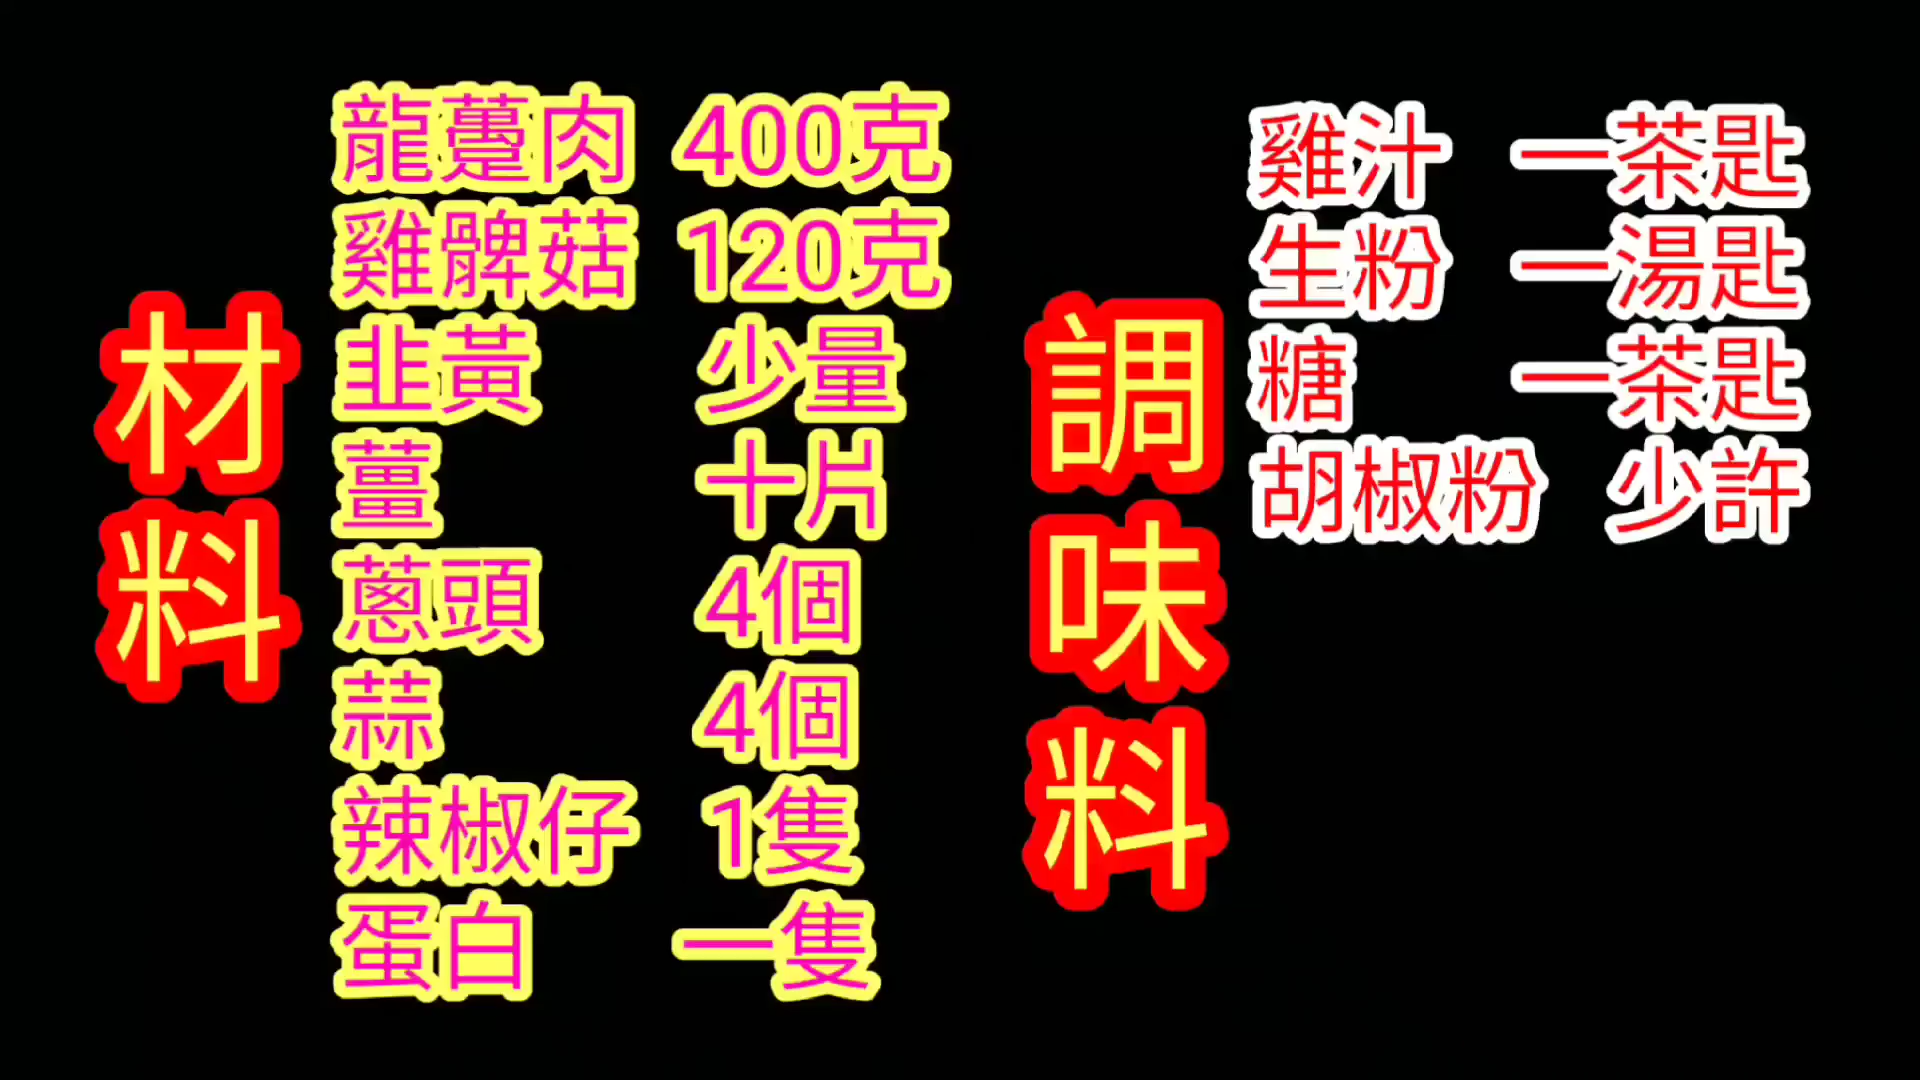 材料
龍躉肉 400克
雞髀菇 120克
韭黃 少量
薑 十片
蔥頭 4個
蒜 4個
辣椒仔 1隻
蛋白 一隻
調味料
雞汁 一茶匙
生粉 一湯匙
糖 一茶匙
胡椒粉 少許